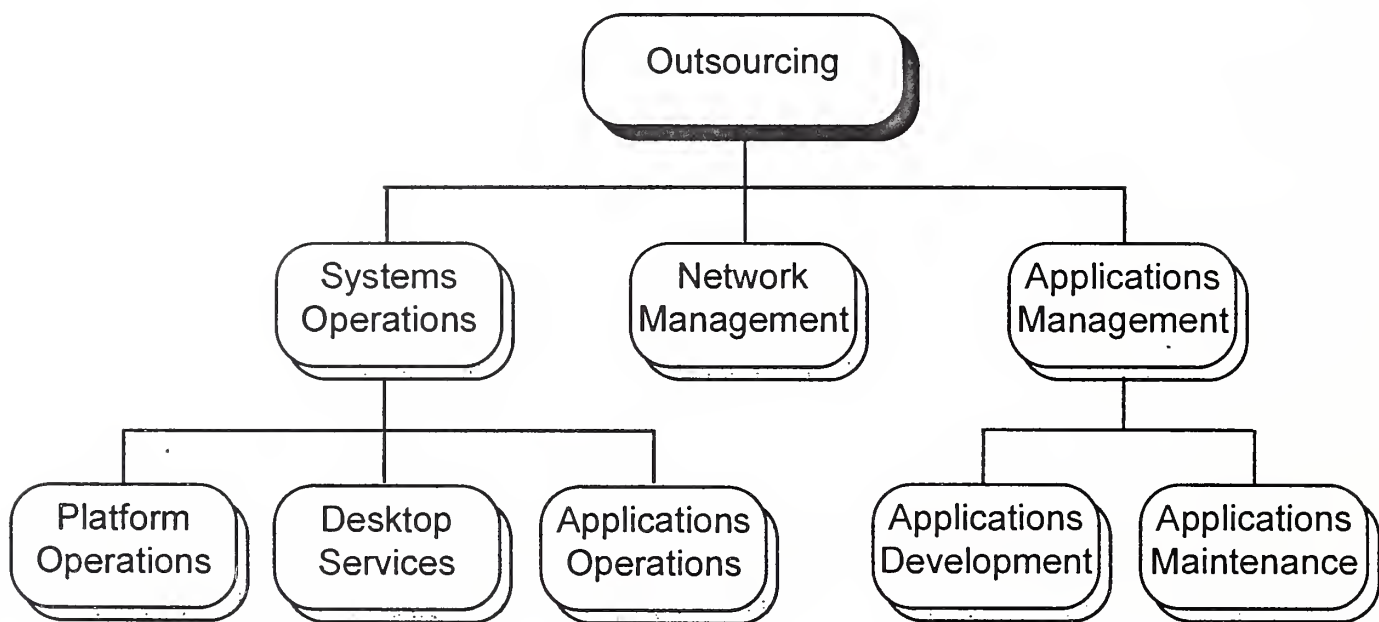 Outsourcing
Systems
Operations
Network
Management
Applications
Management
Platform
Operations
Desktop
Services
Applications
Operations
Applications
Development
Applications
Maintenance